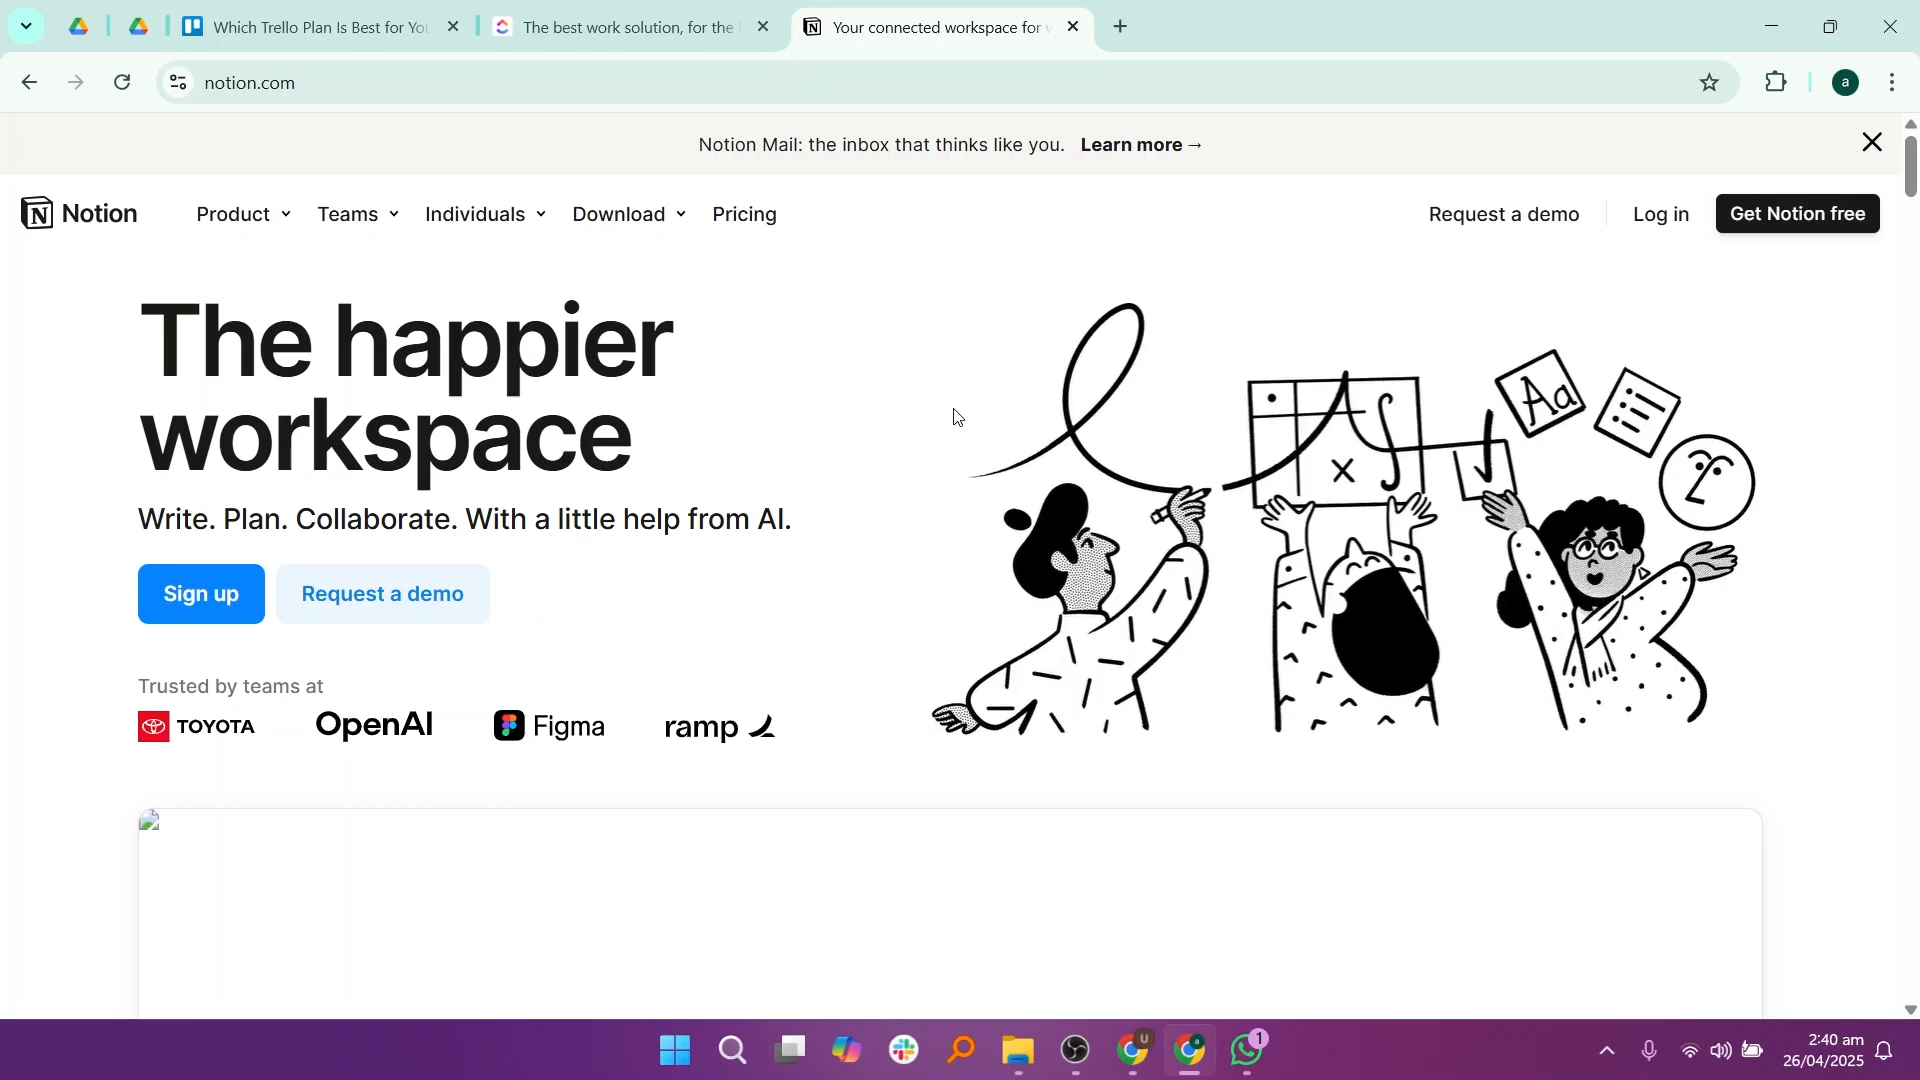 Which Trello Plan Is Best for You
The best work solution, for the
Your connected workspace for w
notion.com
a
Notion Mail: the inbox that thinks like you. Learn more →
Notion
Product
Teams
Individuals
Download
Pricing
Request a demo
Log in
Get Notion free
The happier
workspace
Write. Plan. Collaborate. With a little help from AI.
Sign up
Request a demo
Aa
Trusted by teams at
TOYOTA
OpenAI
Figma
ramp
U
a
1
2:40 am
26/04/2025